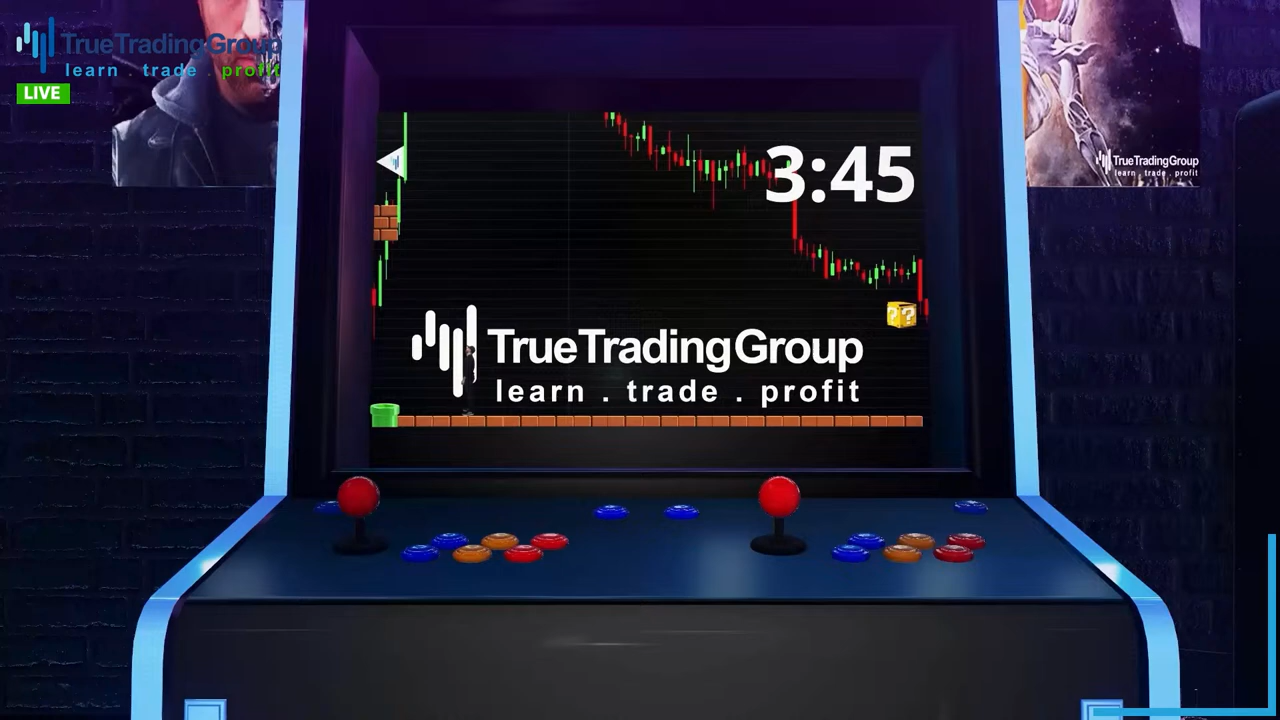 TrueTradingGroup
learn . trade . profit
LIVE
3:45
TrueTradingGroup
learn . trade . profit
TrueTradingGroup
learn . trade . profit
? ?